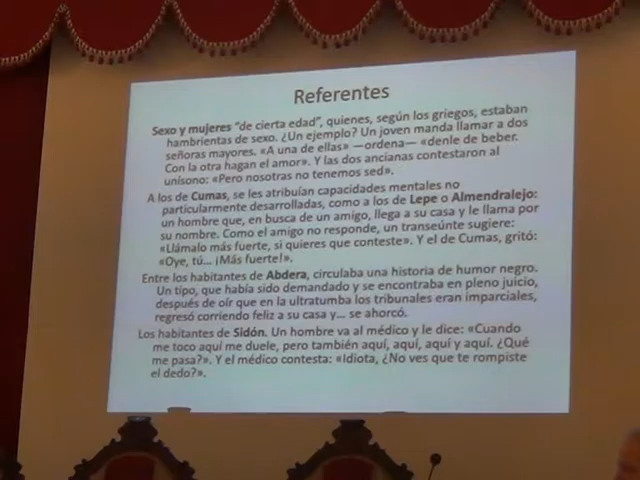 Referentes
Sexo y mujeres "de cierta edad", quienes, según los griegos, estaban
hambrientas de sexo. ¿Un ejemplo? Un joven manda llamar a dos
señoras mayores. «A una de ellas» —ordena— «denle de beber.
Con la otra hagan el amor». Y las dos ancianas contestaron al
unísono: «Pero nosotras no tenemos sed».
A los de Cumas, se les atribuían capacidades mentales no
particularmente desarrolladas, como a los de Lepe o Almendralejo:
un hombre que, en busca de un amigo, llega a su casa y le llama por
su nombre. Como el amigo no responde, un transeúnte sugiere:
«Llámalo más fuerte, si quieres que conteste». Y el de Cumas, gritó:
«Oye, tú... ¡Más fuerte!».
Entre los habitantes de Abdera, circulaba una historia de humor negro.
Un tipo, que había sido demandado y se encontraba en pleno juicio,
después de oír que en la ultratumba los tribunales eran imparciales,
regresó corriendo feliz a su casa y... se ahorcó.
Los habitantes de Sidón. Un hombre va al médico y le dice: «Cuando
me toco aquí me duele, pero también aquí, aquí, aquí y aquí. ¿Qué
me pasa?». Y el médico contesta: «Idiota, ¿No ves que te rompiste
el dedo?».